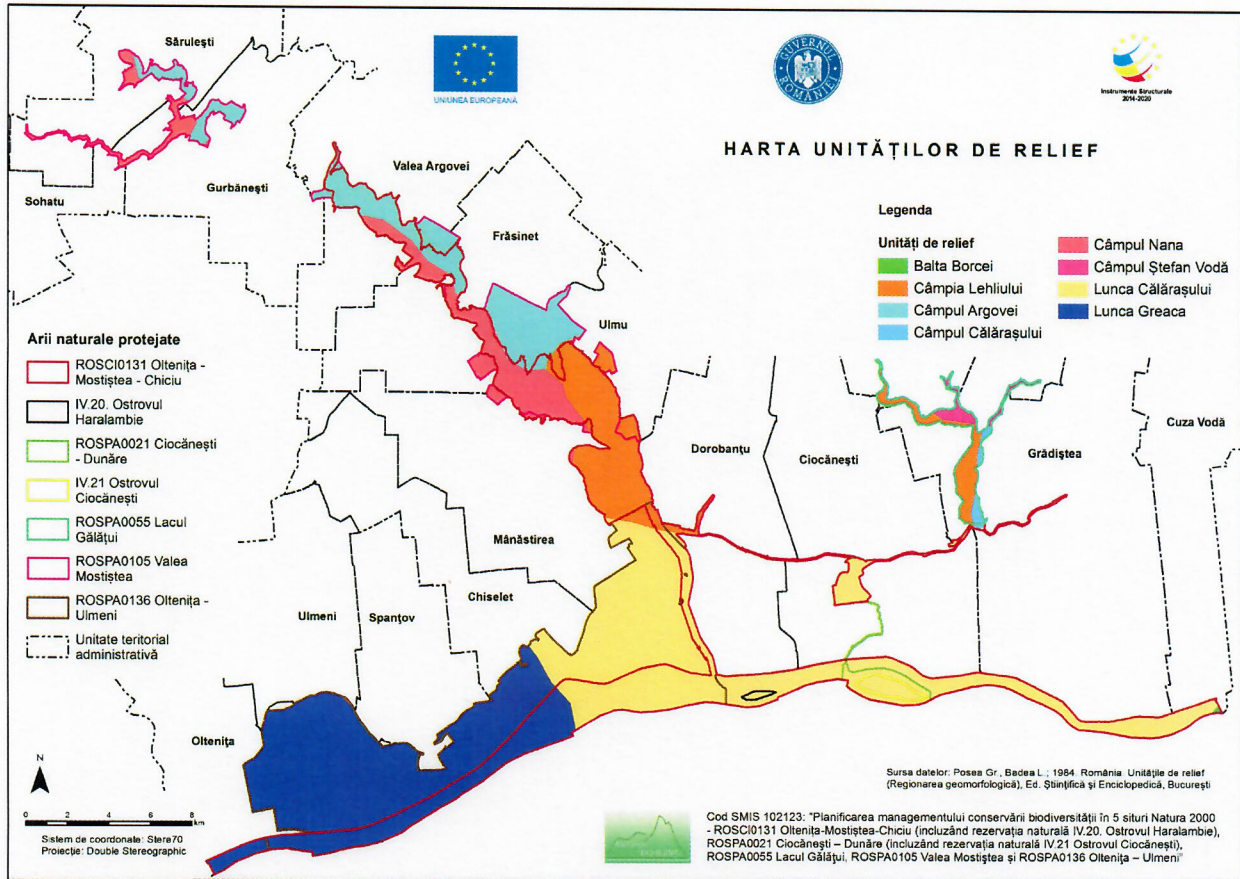 Sărulești
UNIUNEA EUROPEANĂ
GUVERNUL ROMÂNIEI
Instrumente Structurale
2014-2020
HARTA UNITĂȚILOR DE RELIEF
Valea Argovei
Gurbănești
Sohatu
Frăsinet
Ulmu
Legenda
Unități de relief
Balta Borcei
Câmpia Lehliului
Câmpul Argovei
Câmpul Călărașului
Câmpul Nana
Câmpul Ștefan Vodă
Lunca Călărașului
Lunca Greaca
Arii naturale protejate
ROSCI0131 Oltenița -
Mostiștea - Chiciu
IV.20. Ostrovul
Haralambie
ROSPA0021 Ciocănești
- Dunăre
IV.21 Ostrovul
Ciocănești
ROSPA0055 Lacul
Gălățui
ROSPA0105 Valea
Mostiștea
ROSPA0136 Oltenița -
Ulmeni
Unitate teritorial
administrativă
Dorobanțu
Ciocănești
Grădiștea
Cuza Vodă
Mânăstirea
Chiselet
Ulmeni
Spanțov
Oltenița
N
0 2 4 6 8
km
Sistem de coordonate: Stere70
Proiecție: Double Stereographic
Sursa datelor: Posea Gr., Badea L.; 1984. România. Unitățile de relief
(Regionarea geomorfologică), Ed. Științifică și Enciclopedică, București
Cod SMIS 102123: "Planificarea managementului conservării biodiversității în 5 situri Natura 2000
- ROSCI0131 Oltenița-Mostiștea-Chiciu (incluzând rezervația naturală IV.20. Ostrovul Haralambie),
ROSPA0021 Ciocănești – Dunăre (incluzând rezervația naturală IV.21 Ostrovul Ciocănești),
ROSPA0055 Lacul Gălățui, ROSPA0105 Valea Mostiștea și ROSPA0136 Oltenița – Ulmeni"